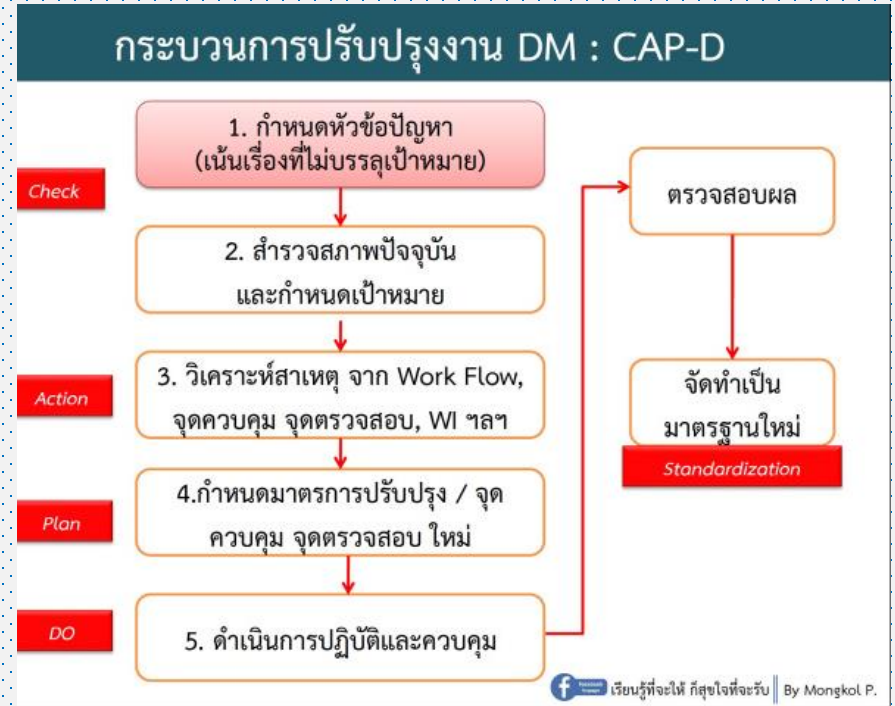 กระบวนการปรับปรุงงาน DM : CAP-D
Check
1. กำหนดหัวข้อปัญหา
(เน้นเรื่องที่ไม่บรรลุเป้าหมาย)
2. สำรวจสภาพปัจจุบัน
และกำหนดเป้าหมาย
Action
3. วิเคราะห์สาเหตุ จาก Work Flow,
จุดควบคุม จุดตรวจสอบ, WI ฯลฯ
Plan
4.กำหนดมาตรการปรับปรุง / จุด
ควบคุม จุดตรวจสอบ ใหม่
DO
5. ดำเนินการปฏิบัติและควบคุม
ตรวจสอบผล
จัดทำเป็น
มาตรฐานใหม่
Standardization
เรียนรู้ที่จะให้ ก็สุขใจที่จะรับ By Mongkol P.